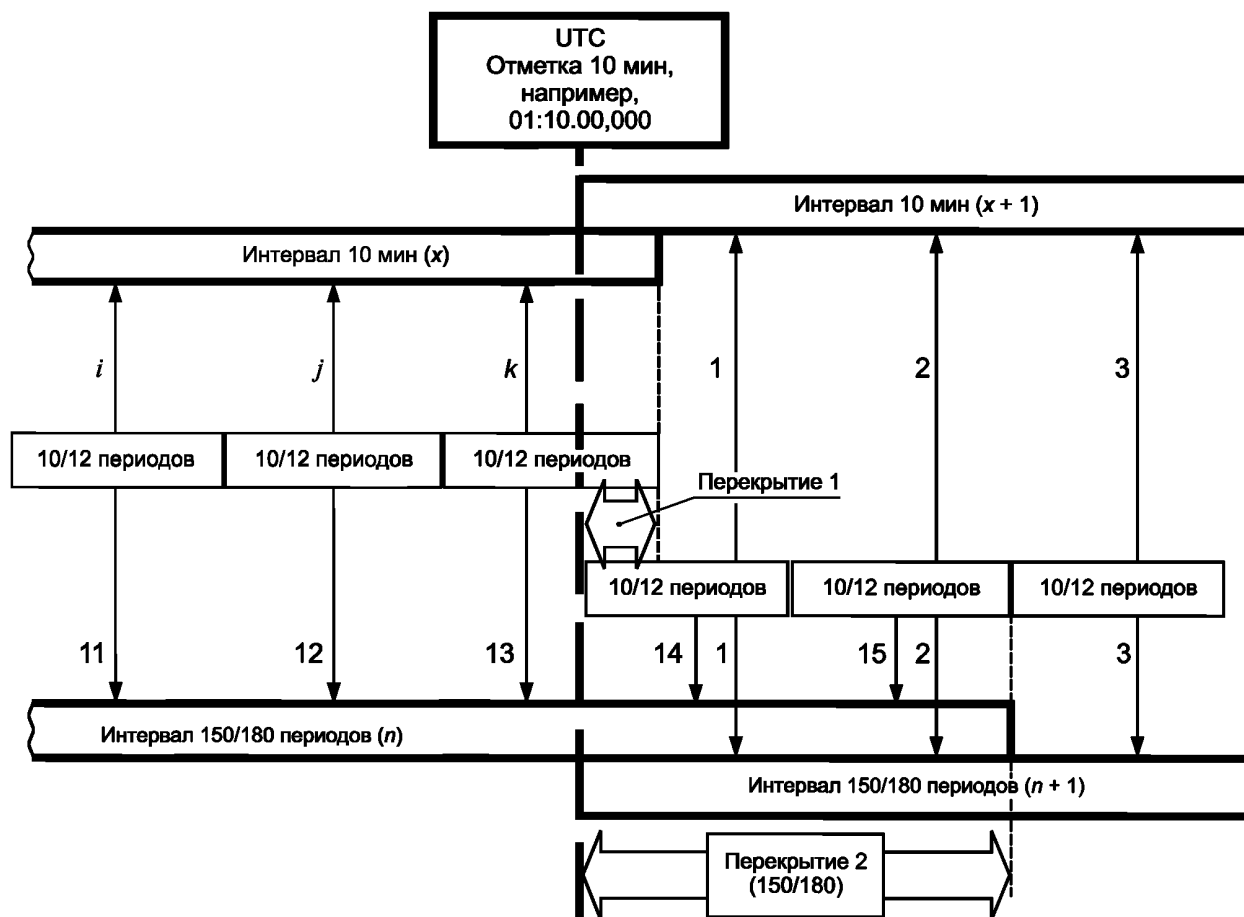 UTC
Отметка 10 мин,
например,
01:10.00,000
Интервал 10 мин (x + 1)
Интервал 10 мин (x)
i
j
k
1
2
3
10/12 периодов
10/12 периодов
10/12 периодов
Перекрытие 1
10/12 периодов
10/12 периодов
10/12 периодов
11
12
13
14
1
15
2
3
Интервал 150/180 периодов (n)
Интервал 150/180 периодов (n + 1)
Перекрытие 2
(150/180)